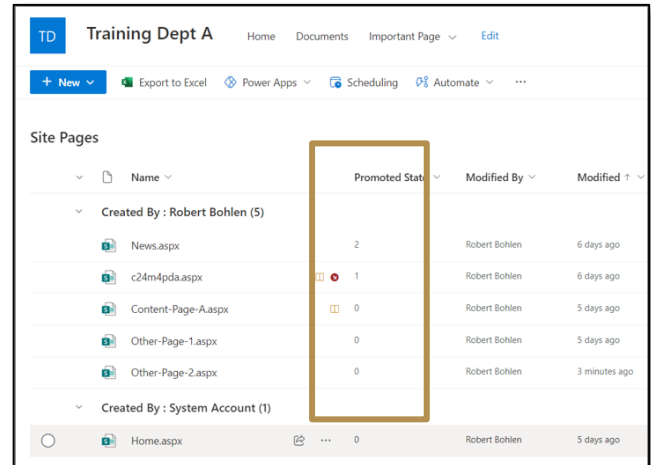 TD Training Dept A Home Documents Important Page Edit
+ New Export to Excel Power Apps Scheduling Automate ...
Site Pages
Name Promoted State Modified By Modified ↑
Created By : Robert Bohlen (5)
News.aspx 2 Robert Bohlen 6 days ago
c24m4pda.aspx 1 Robert Bohlen 6 days ago
Content-Page-A.aspx 0 Robert Bohlen 5 days ago
Other-Page-1.aspx 0 Robert Bohlen 5 days ago
Other-Page-2.aspx 0 Robert Bohlen 3 minutes ago
Created By : System Account (1)
Home.aspx ... 0 Robert Bohlen 5 days ago